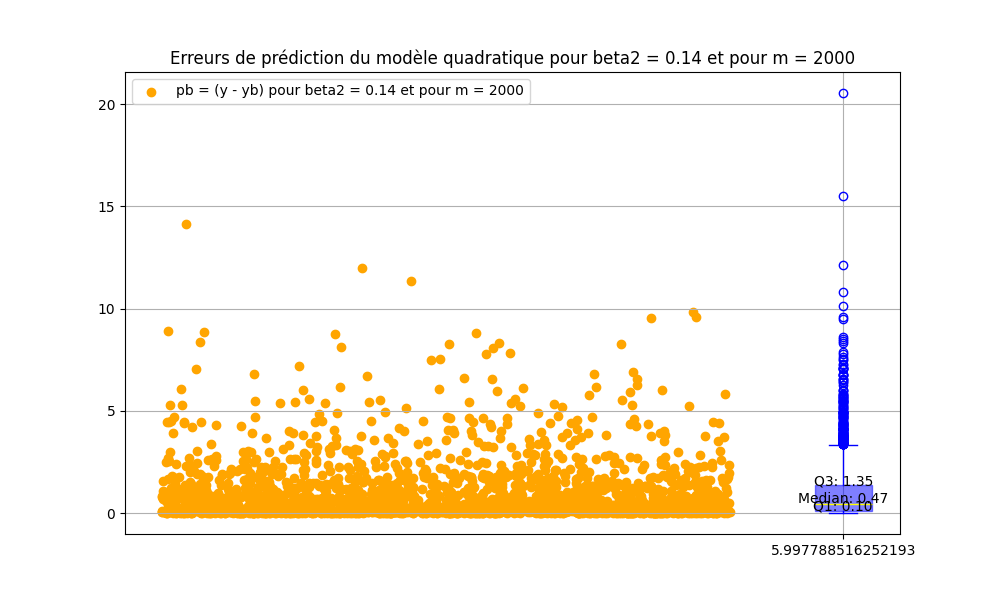 Erreurs de prédiction du modèle quadratique pour beta2 = 0.14 et pour m = 2000
pb = (y - yb) pour beta2 = 0.14 et pour m = 2000
20
15
10
5
0
Q3: 1.35
Median: 0.47
Q1: 0.10
5.997788516252193